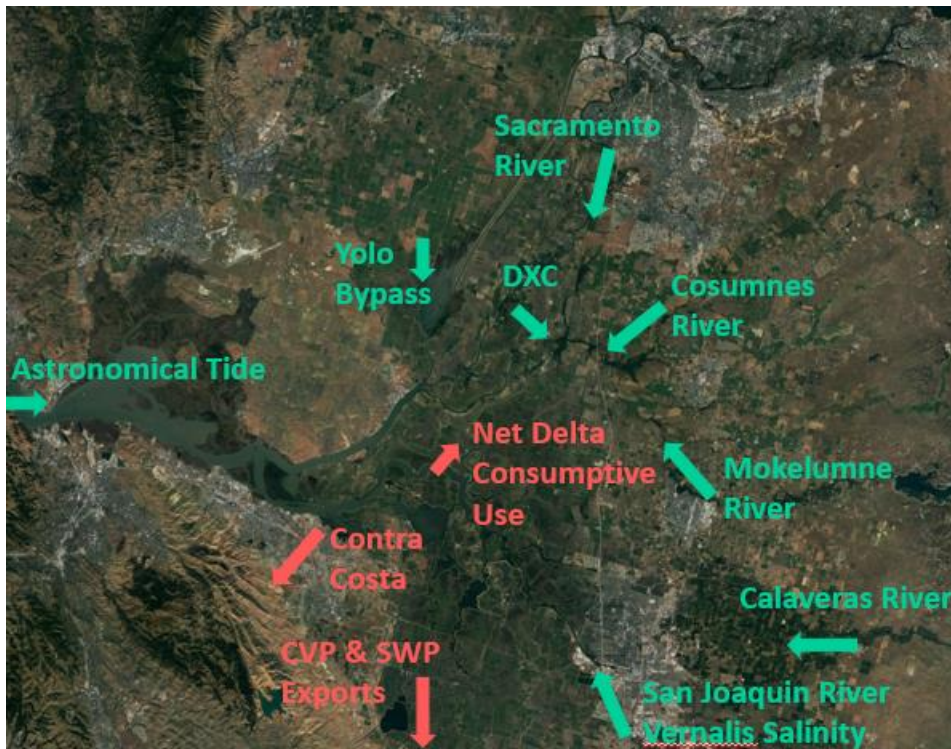 Sacramento
River
Yolo
Bypass
DXC
Cosumnes
River
Astronomical Tide
Net Delta
Consumptive
Use
Mokelumne
River
Contra
Costa
Calaveras River
CVP & SWP
Exports
San Joaquin River
Vernalis Salinity